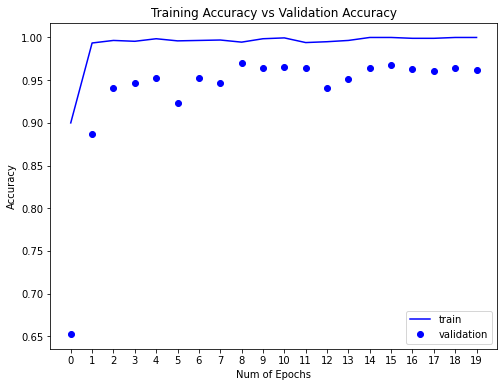 Training Accuracy vs Validation Accuracy
1.00
0.95
0.90
0.85
0.80
0.75
0.70
0.65
Accuracy
train
validation
0 1 2 3 4 5 6 7 8 9 10 11 12 13 14 15 16 17 18 19
Num of Epochs